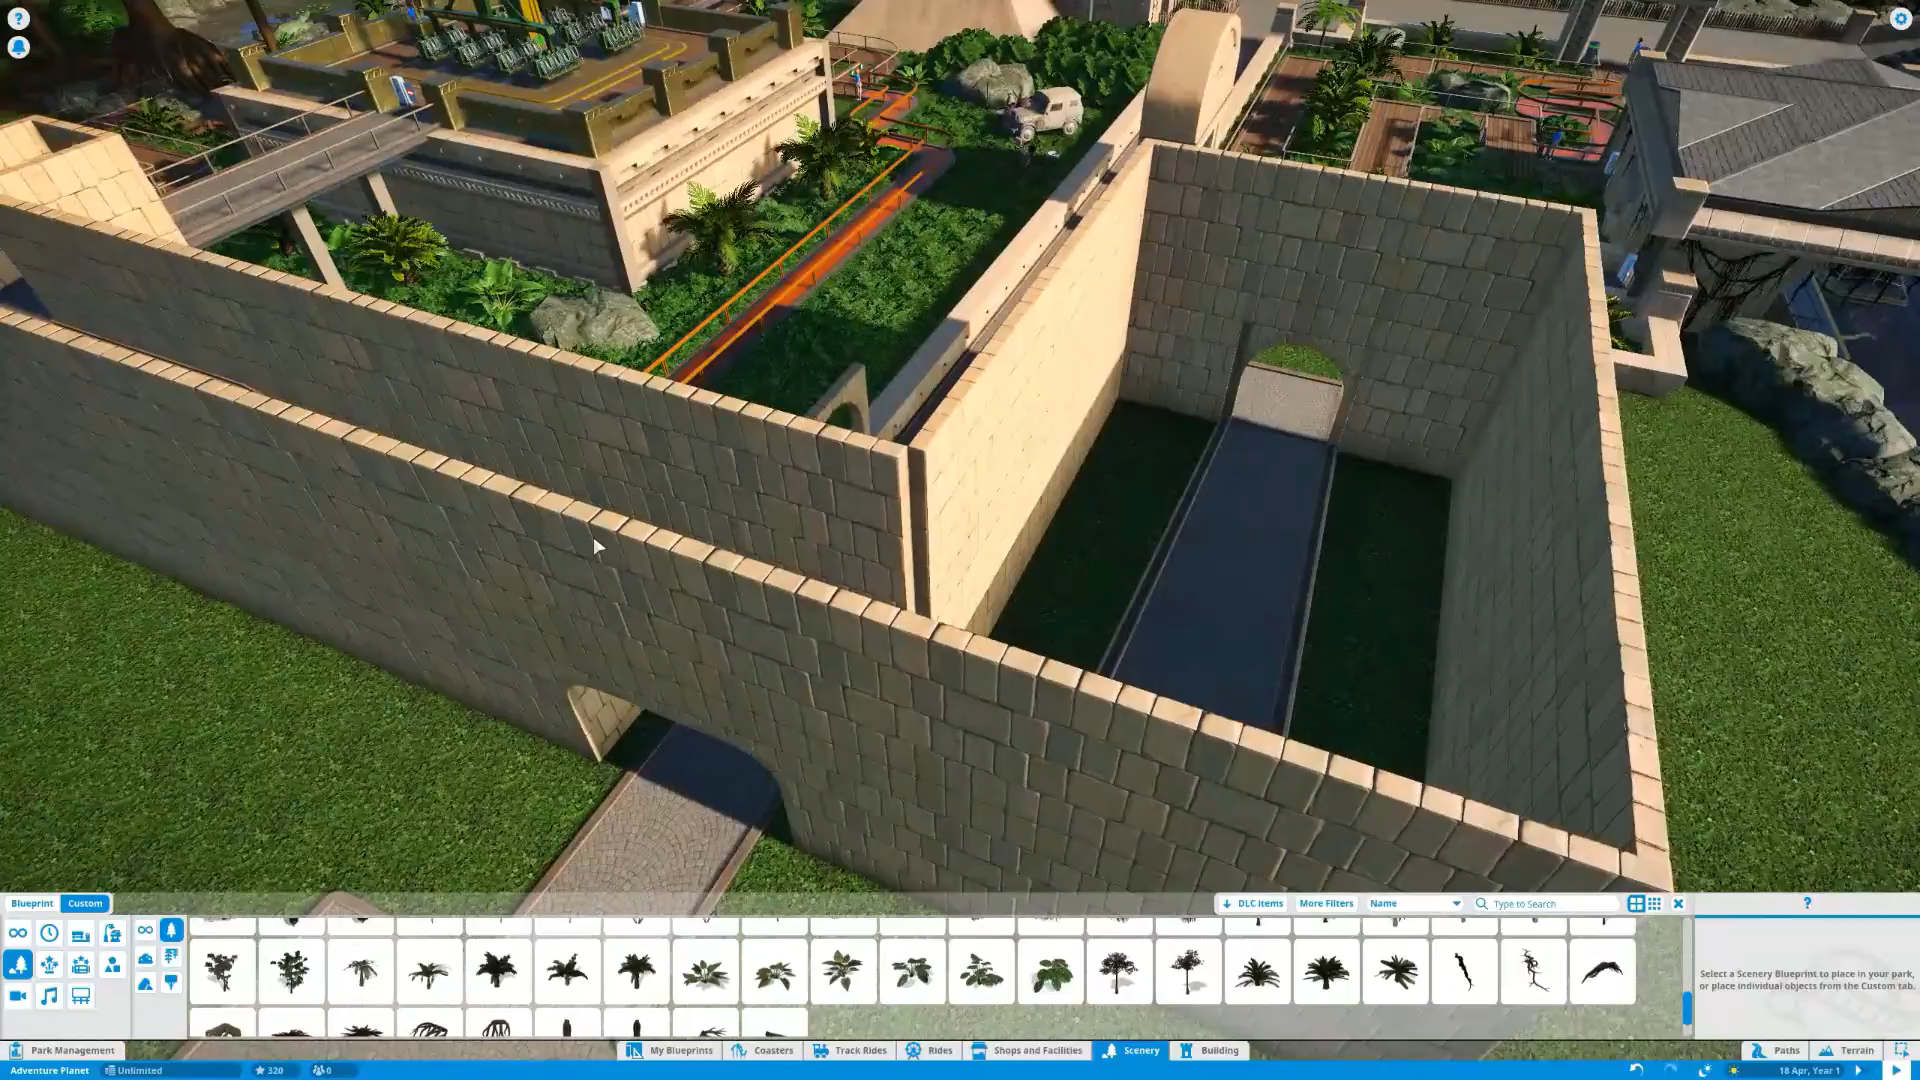 Blueprint
Custom
DLC Items
More Filters
Name
Type to Search
Select a Scenery Blueprint to place in your park,
or place individual objects from the Custom tab.
Park Management
My Blueprints
Coasters
Track Rides
Rides
Shops and Facilities
Scenery
Building
Paths
Terrain
Adventure Planet
Unlimited
320
0
18 Apr, Year 1